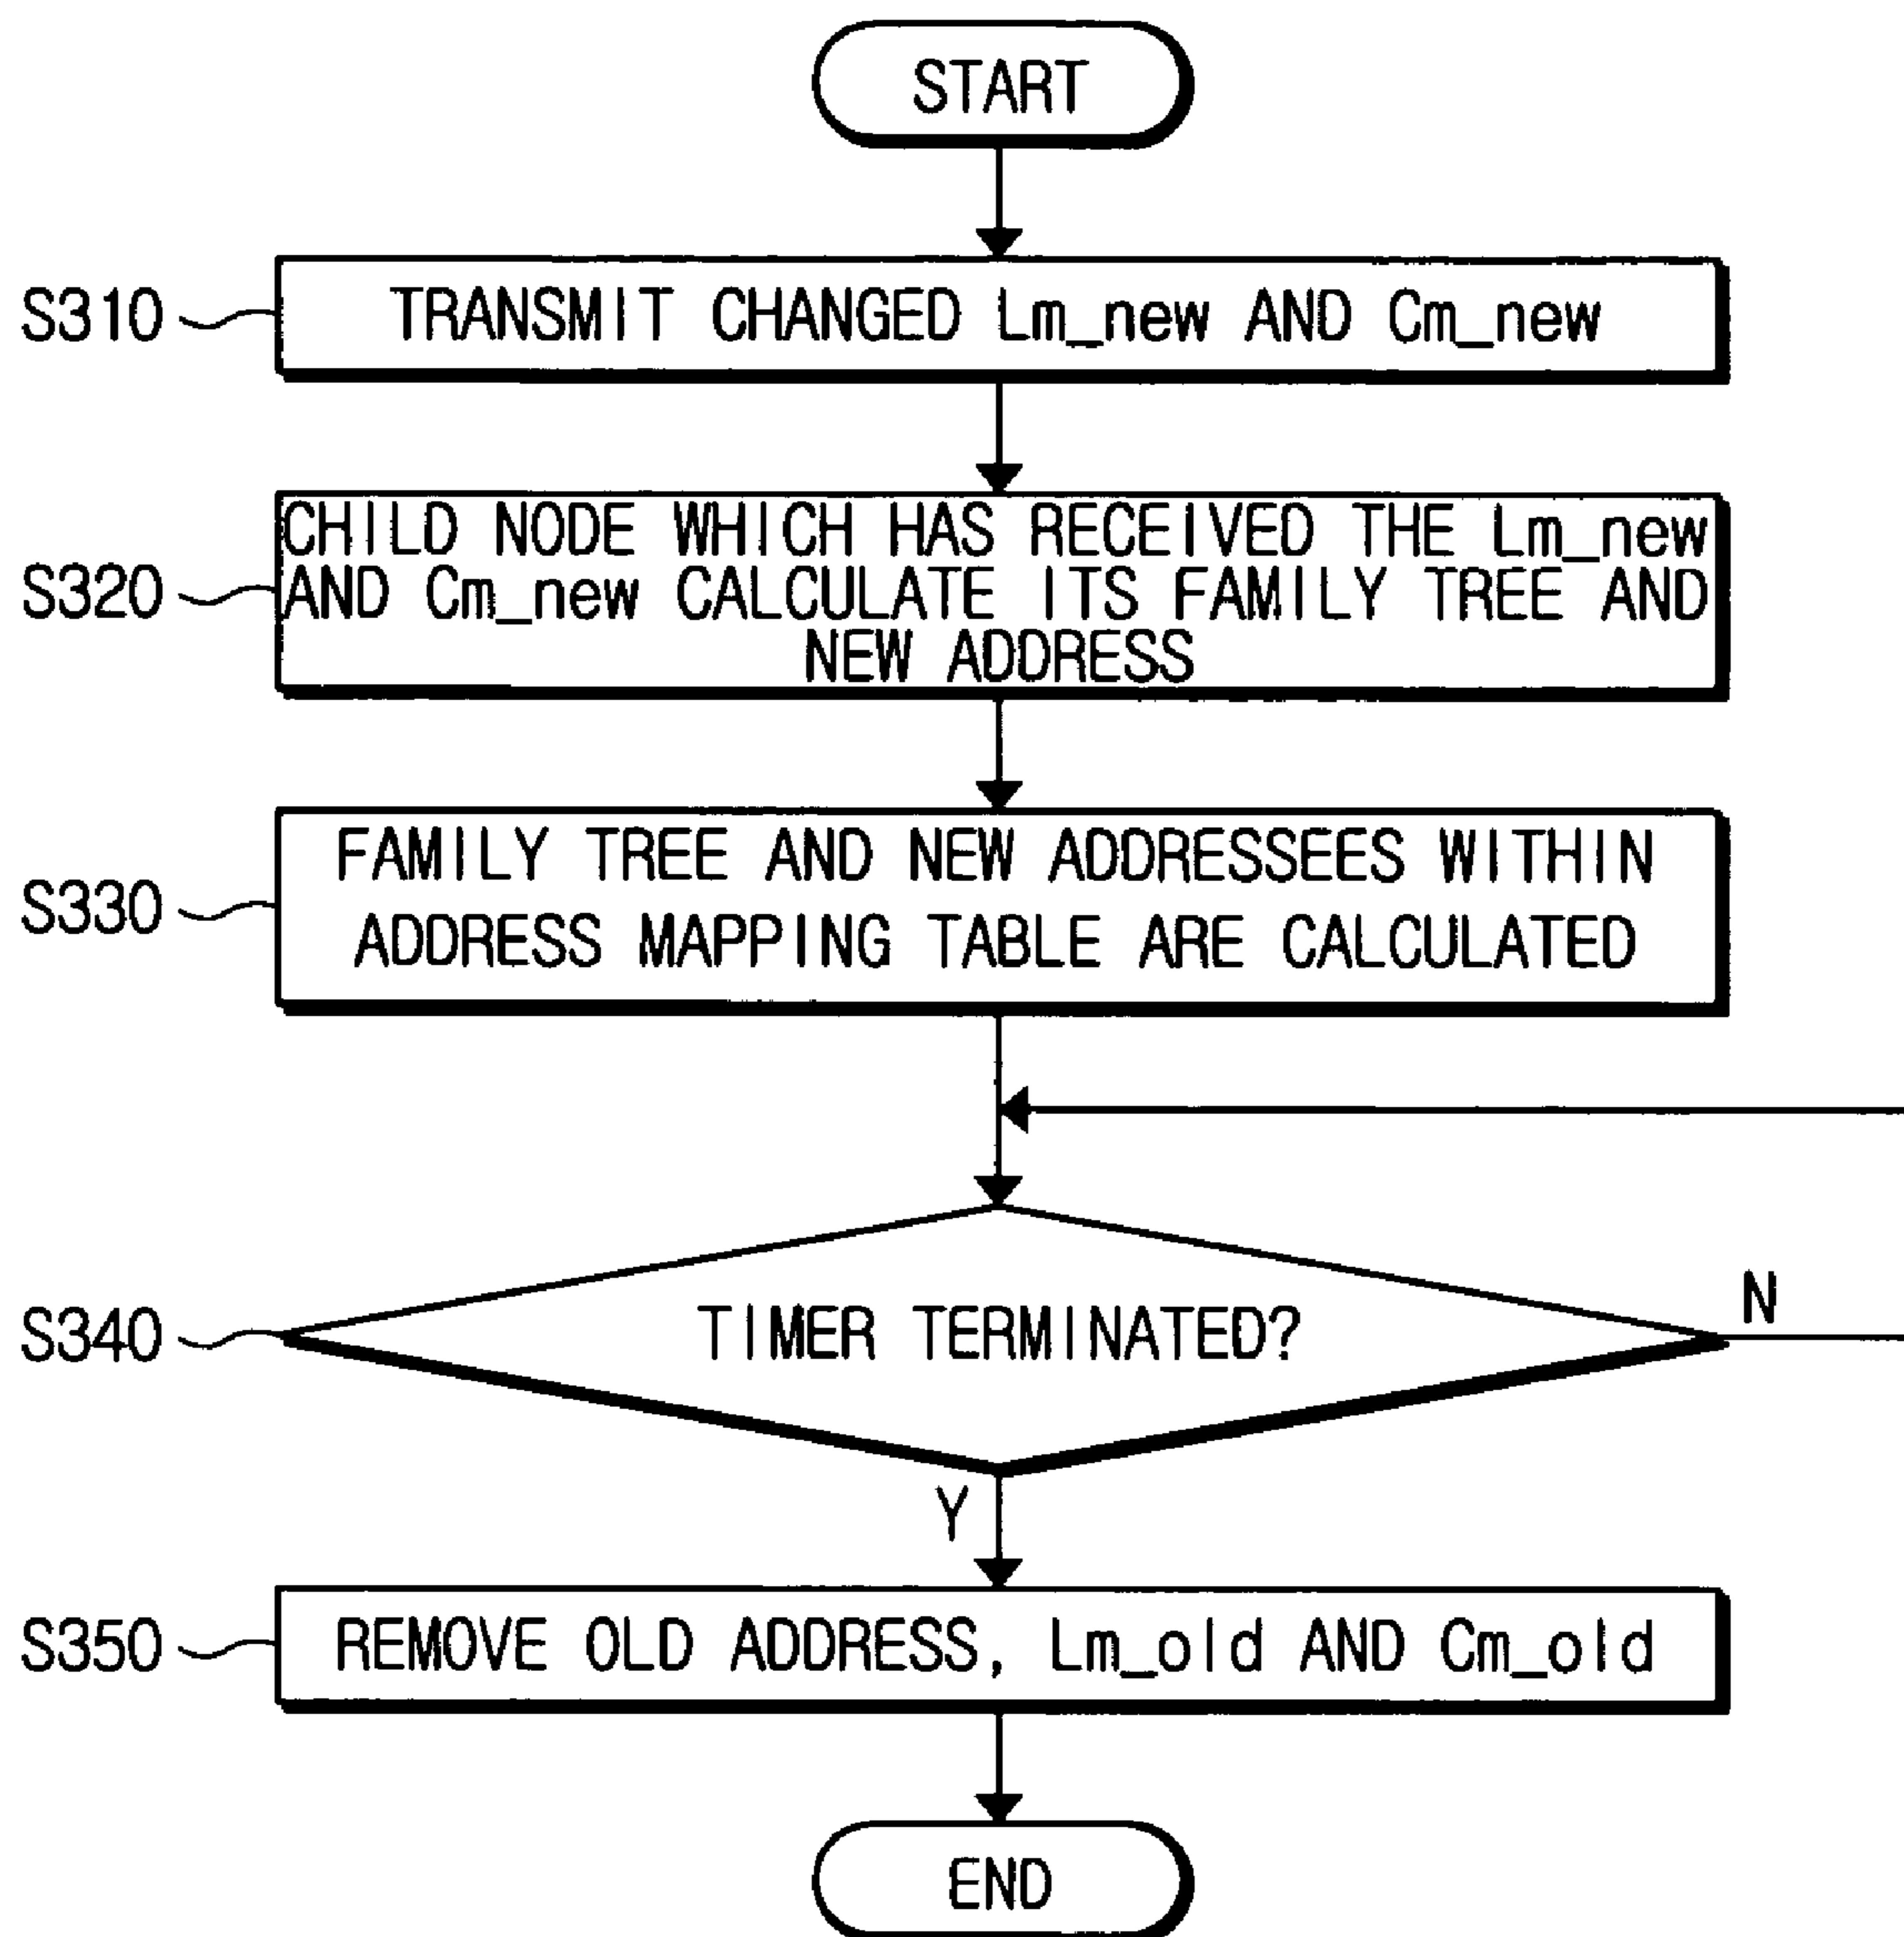 START
S310
TRANSMIT CHANGED Lm_new AND Cm_new
S320
CHILD NODE WHICH HAS RECEIVED THE Lm_new
AND Cm_new CALCULATE ITS FAMILY TREE AND
NEW ADDRESS
S330
FAMILY TREE AND NEW ADDRESSEES WITHIN
ADDRESS MAPPING TABLE ARE CALCULATED
S340
TIMER TERMINATED?
N
Y
S350
REMOVE OLD ADDRESS, Lm_old AND Cm_old
END